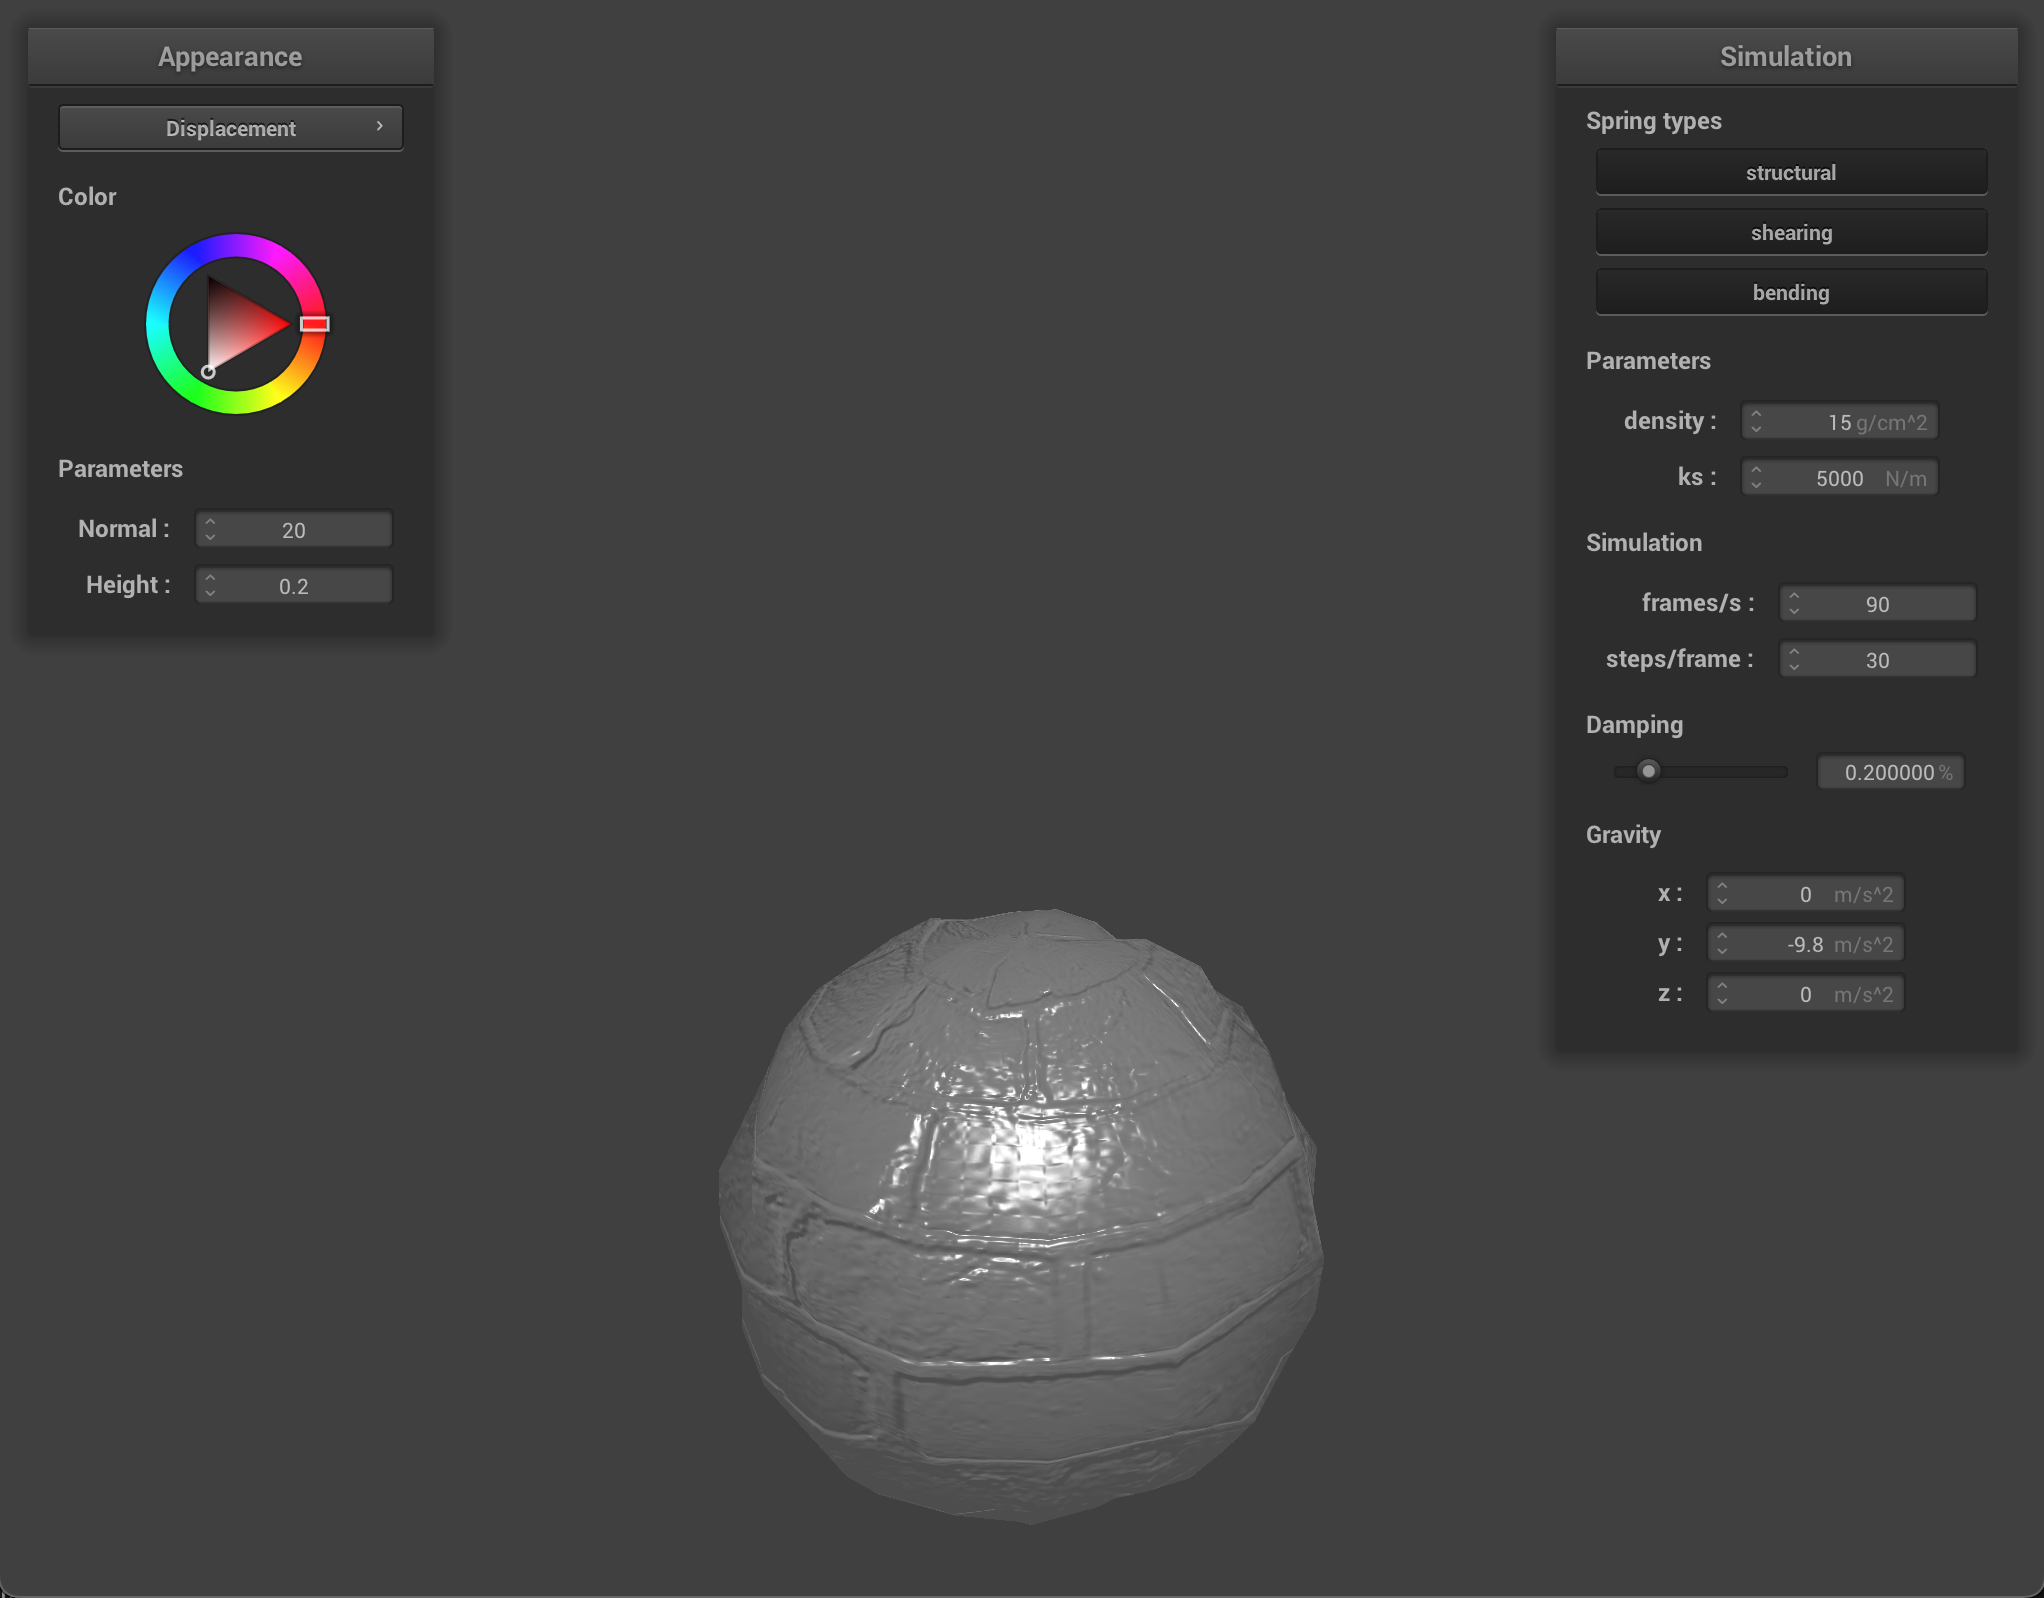 Appearance
Displacement
Color
Parameters
Normal : 20
Height : 0.2
Simulation
Spring types
structural
shearing
bending
Parameters
density : 15 g/cm^2
ks : 5000 N/m
Simulation
frames/s : 90
steps/frame : 30
Damping
0.200000 %
Gravity
x : 0 m/s^2
y : -9.8 m/s^2
z : 0 m/s^2